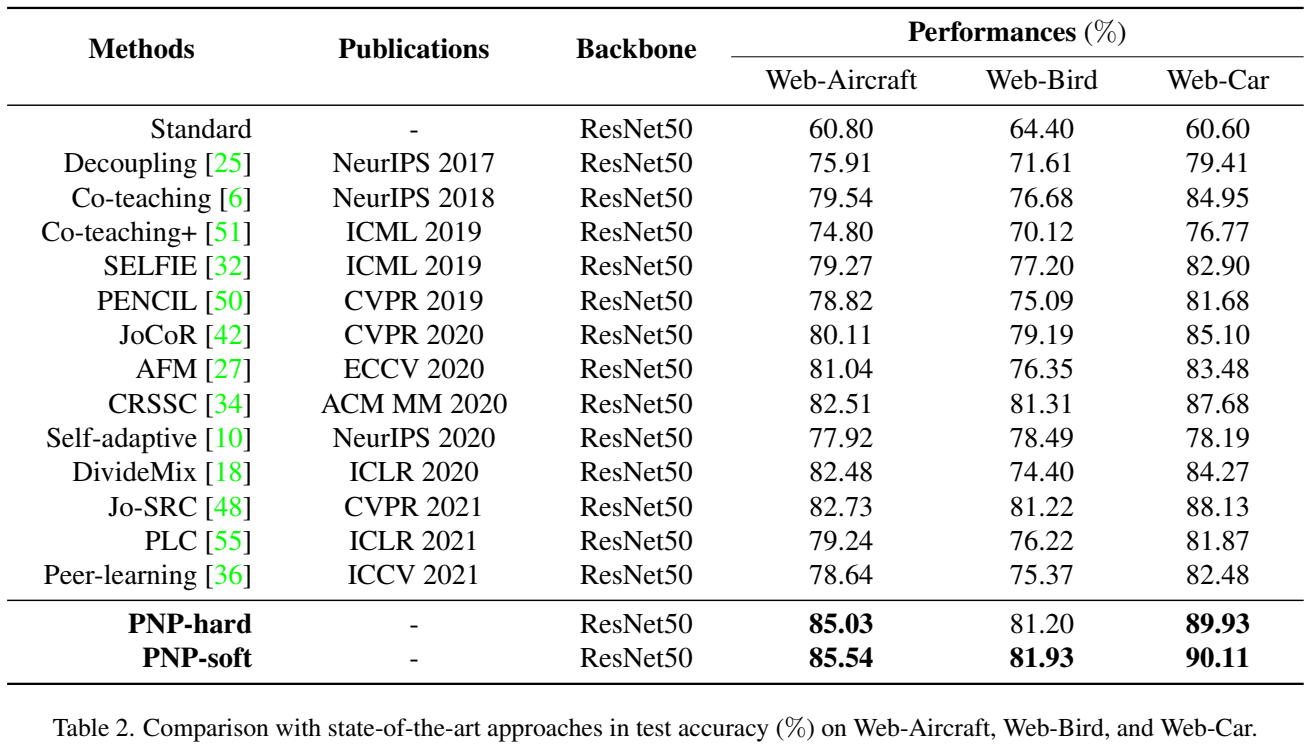 Methods Publications Backbone Performances (%)
Web-Aircraft Web-Bird Web-Car
Standard - ResNet50 60.80 64.40 60.60
Decoupling [25] NeurIPS 2017 ResNet50 75.91 71.61 79.41
Co-teaching [6] NeurIPS 2018 ResNet50 79.54 76.68 84.95
Co-teaching+ [51] ICML 2019 ResNet50 74.80 70.12 76.77
SELFIE [32] ICML 2019 ResNet50 79.27 77.20 82.90
PENCIL [50] CVPR 2019 ResNet50 78.82 75.09 81.68
JoCoR [42] CVPR 2020 ResNet50 80.11 79.19 85.10
AFM [27] ECCV 2020 ResNet50 81.04 76.35 83.48
CRSSC [34] ACM MM 2020 ResNet50 82.51 81.31 87.68
Self-adaptive [10] NeurIPS 2020 ResNet50 77.92 78.49 78.19
DivideMix [18] ICLR 2020 ResNet50 82.48 74.40 84.27
Jo-SRC [48] CVPR 2021 ResNet50 82.73 81.22 88.13
PLC [55] ICLR 2021 ResNet50 79.24 76.22 81.87
Peer-learning [36] ICCV 2021 ResNet50 78.64 75.37 82.48
PNP-hard - ResNet50 85.03 81.20 89.93
PNP-soft - ResNet50 85.54 81.93 90.11
Table 2. Comparison with state-of-the-art approaches in test accuracy (%) on Web-Aircraft, Web-Bird, and Web-Car.